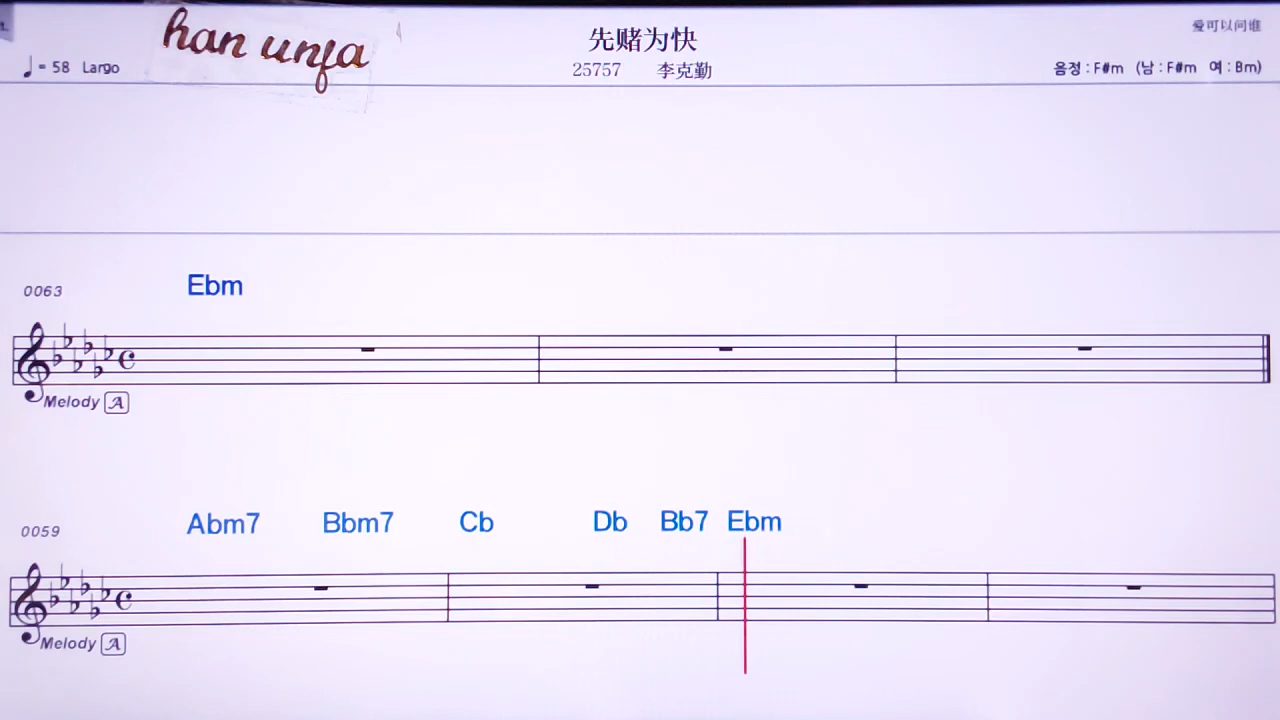 han unfa
先赌为快
爱可以问谁
♩= 58 Largo
25757 李克勤
음정 : F#m (남 : F#m 여 : Bm)
0063
Ebm
Melody A
0059
Abm7 Bbm7 Cb Db Bb7 Ebm
Melody A